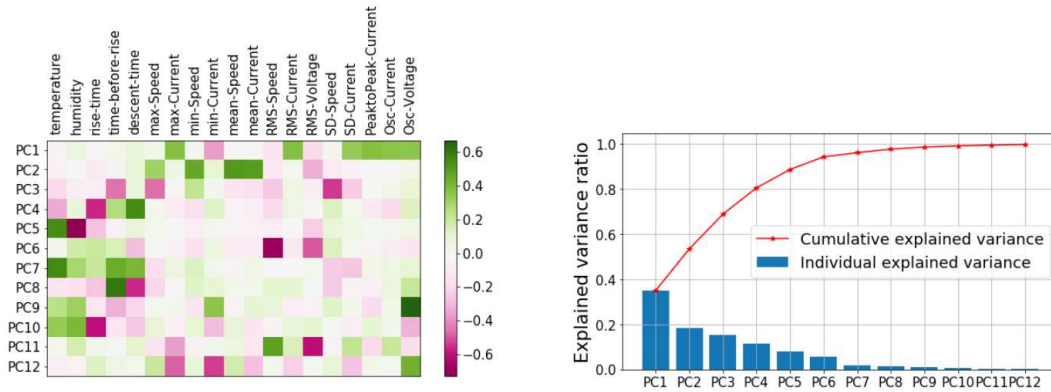 temperature
humidity
rise-time
time-before-rise
descent-time
max-Speed
max-Current
min-Speed
min-Current
mean-Speed
mean-Current
RMS-Speed
RMS-Current
RMS-Voltage
SD-Speed
SD-Current
PeaktoPeak-Current
Osc-Current
Osc-Voltage
PC1
PC2
PC3
PC4
PC5
PC6
PC7
PC8
PC9
PC10
PC11
PC12
0.6
0.4
0.2
0.0
−0.2
−0.4
−0.6
Explained variance ratio
1.0
0.8
0.6
0.4
0.2
0.0
Cumulative explained variance
Individual explained variance
PC1 PC2 PC3 PC4 PC5 PC6 PC7 PC8 PC9 PC10PC11PC12